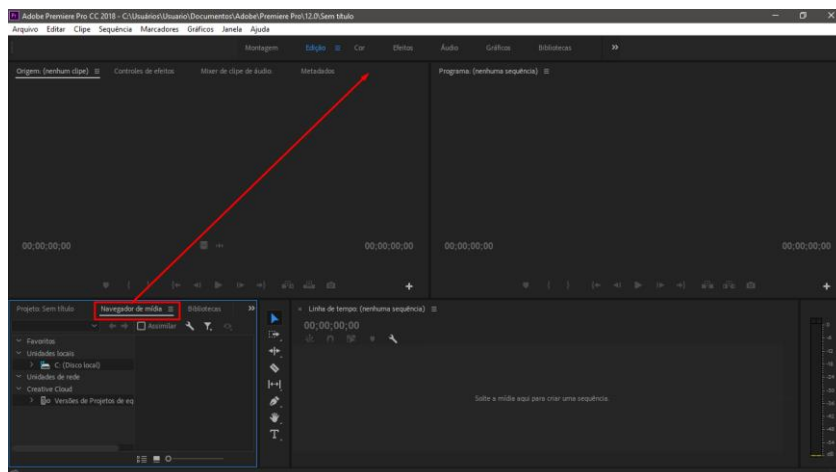 Adobe Premiere Pro CC 2018 - C:\Usuários\Usuario\Documentos\Adobe\Premiere Pro\12.0\Sem título
Arquivo Editar Clipe Sequência Marcadores Gráficos Janela Ajuda
Montagem Edição Cor Efeitos Áudio Gráficos Bibliotecas
Origem: (nenhum clipe) Controles de efeitos Mixer de clipe de áudio Metadados
Programa: (nenhuma sequência)
00;00;00;00 00;00;00;00
00;00;00;00 00;00;00;00
Projeto: Sem título Navegador de mídia Bibliotecas
Assimilar
Favoritos
Unidades locais
C: (Disco local)
Unidades de rede
Creative Cloud
Versões de Projetos de eq
Linha de tempo: (nenhuma sequência)
00;00;00;00
Solte a mídia aqui para criar uma sequência.